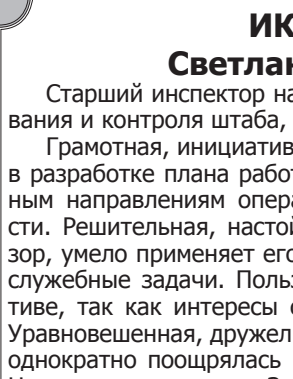 ИК
Светлан
Старший инспектор на
вания и контроля штаба,
Грамотная, инициатив
в разработке плана работ
ным направлениям опера
сти. Решительная, настой
зор, умело применяет его
служебные задачи. Польз
тиве, так как интересы
Уравновешенная, дружел
однократно поощрялась